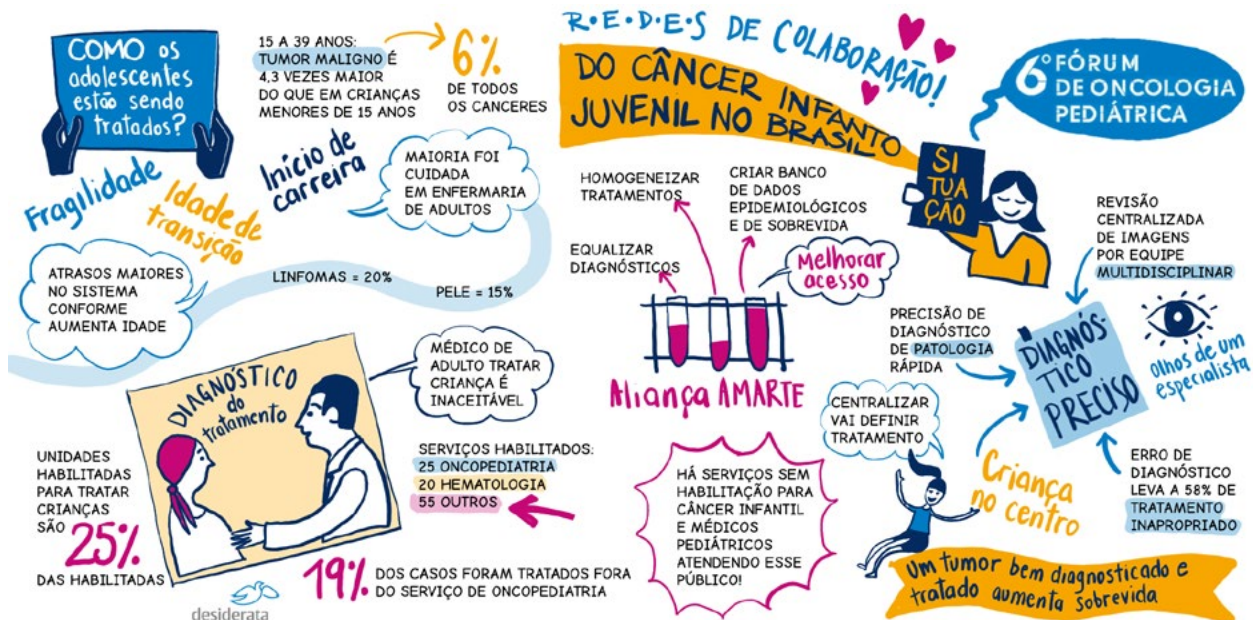 COMO os
adolescentes
estão sendo
tratados?
15 A 39 ANOS:
TUMOR MALIGNO É
4,3 VEZES MAIOR
DO QUE EM CRIANÇAS
MENORES DE 15 ANOS
6%
DE TODOS
OS CANCERES
Fragilidade
Idade de
transição
Início de
carreira
MAIORIA FOI
CUIDADA
EM ENFERMARIA
DE ADULTOS
ATRASOS MAIORES
NO SISTEMA
CONFORME
AUMENTA IDADE
LINFOMAS = 20%
PELE = 15%
DIAGNÓSTICO
do
tratamento
MÉDICO DE
ADULTO TRATAR
CRIANÇA É
INACEITÁVEL
UNIDADES
HABILITADAS
PARA TRATAR
CRIANÇAS
SÃO
25%
DAS HABILITADAS
SERVIÇOS HABILITADOS:
25 ONCOPEDIATRIA
20 HEMATOLOGIA
55 OUTROS
19% DOS CASOS FORAM TRATADOS FORA
DO SERVIÇO DE ONCOPEDIATRIA
desiderata
R•E•D•E•S DE COLABORAÇÃO!
DO CÂNCER INFANTO
JUVENIL NO BRASIL
SI
TUA
ÇÃO
6º FÓRUM
DE ONCOLOGIA
PEDIÁTRICA
HOMOGENEIZAR
TRATAMENTOS
CRIAR BANCO
DE DADOS
EPIDEMIOLÓGICOS
E DE SOBREVIDA
EQUALIZAR
DIAGNÓSTICOS
Melhorar
acesso
Aliança AMARTE
HÁ SERVIÇOS SEM
HABILITAÇÃO PARA
CÂNCER INFANTIL
E MÉDICOS
PEDIÁTRICOS
ATENDENDO ESSE
PÚBLICO!
REVISÃO
CENTRALIZADA
DE IMAGENS
POR EQUIPE
MULTIDISCIPLINAR
PRECISÃO DE
DIAGNÓSTICO
DE PATOLOGIA
RÁPIDA
DIAGNÓS-
TICO
PRECISO
Olhos de um
especialista
CENTRALIZAR
VAI DEFINIR
TRATAMENTO
Criança
no centro
ERRO DE
DIAGNÓSTICO
LEVA A 58% DE
TRATAMENTO
INAPROPRIADO
Um tumor bem diagnosticado e
tratado aumenta sobrevida